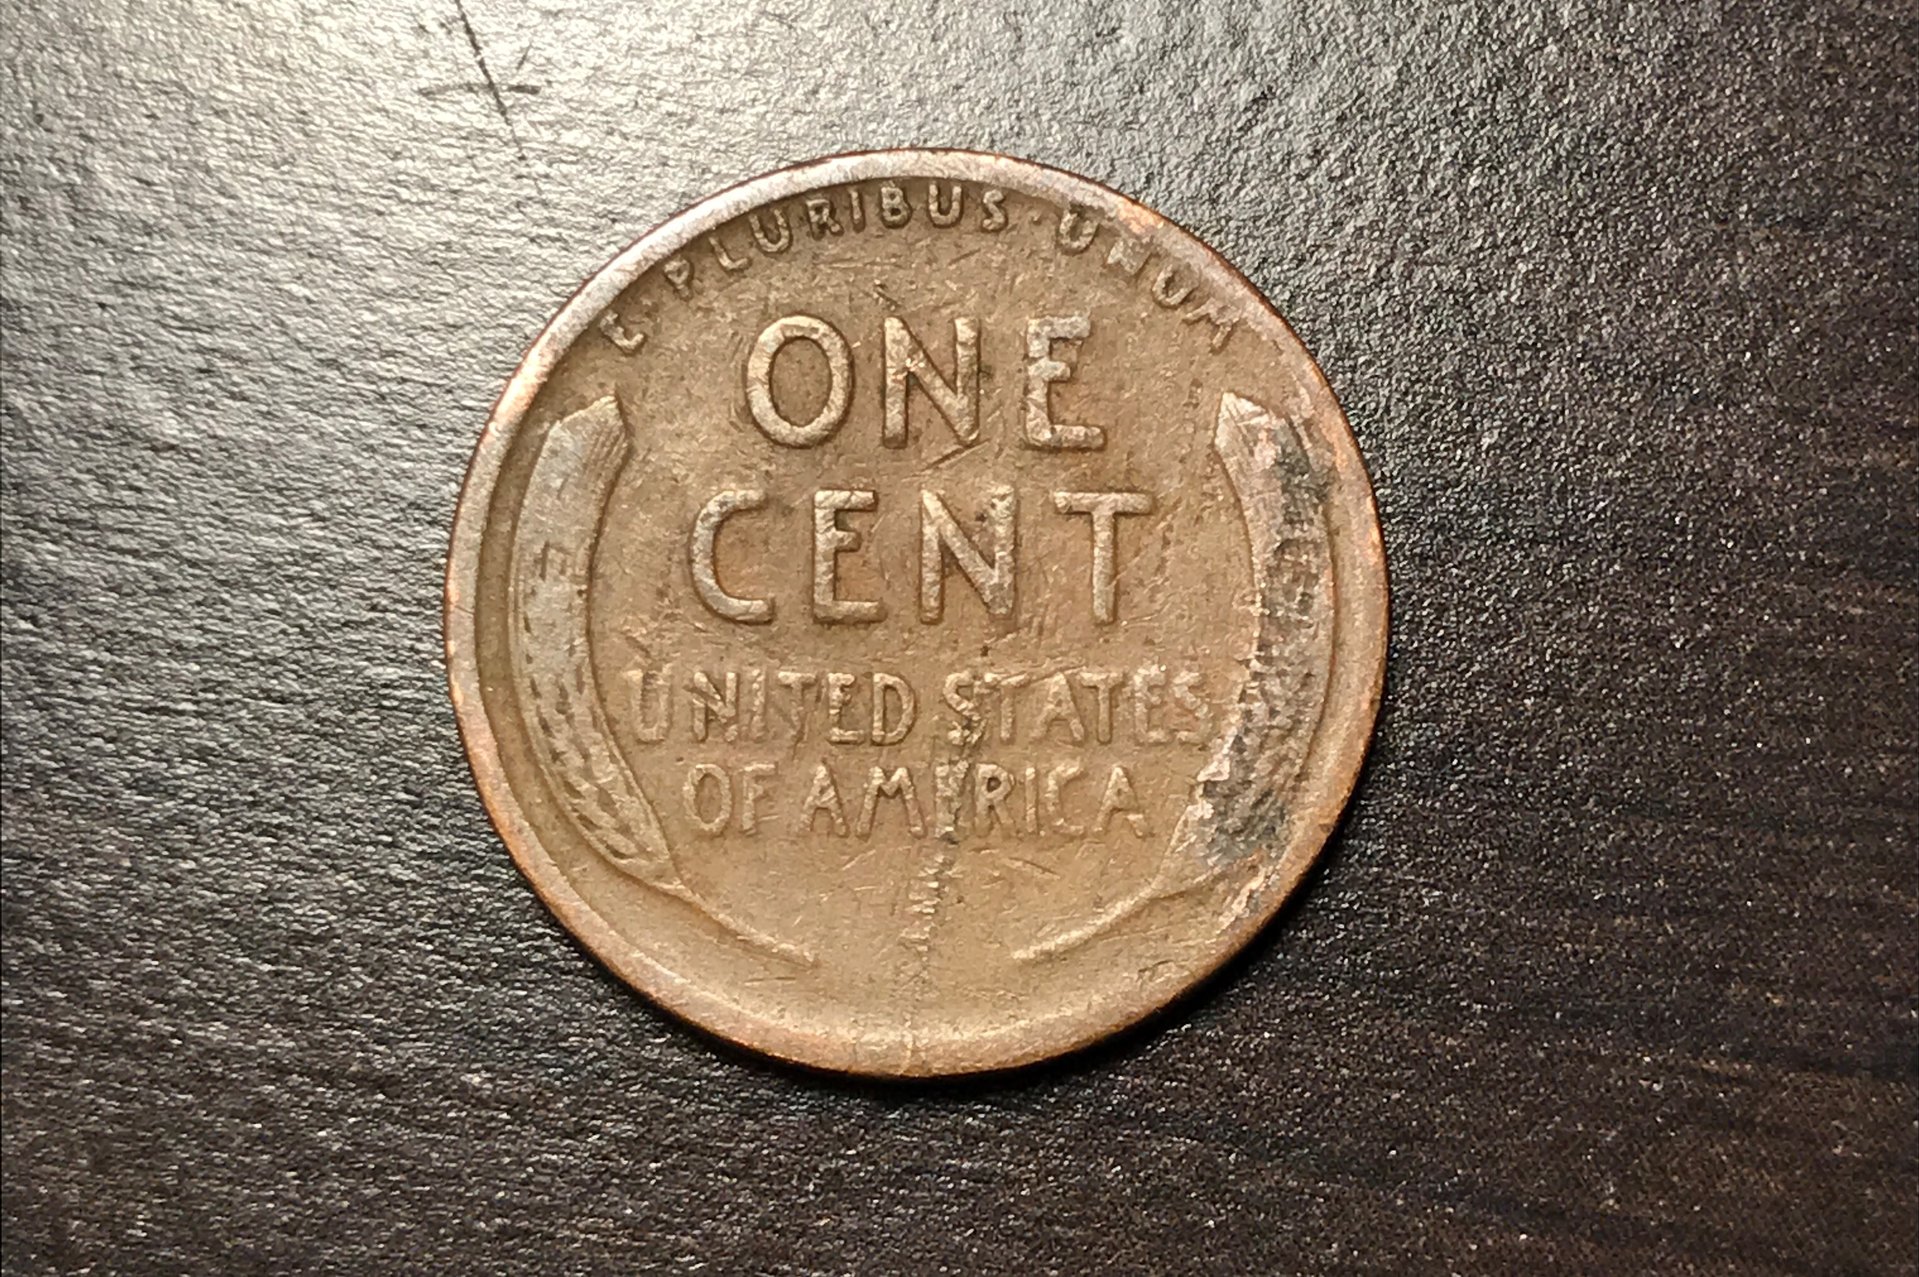 E·PLURIBUS·UNUM
ONE
CENT
UNITED STATES
OF AMERICA